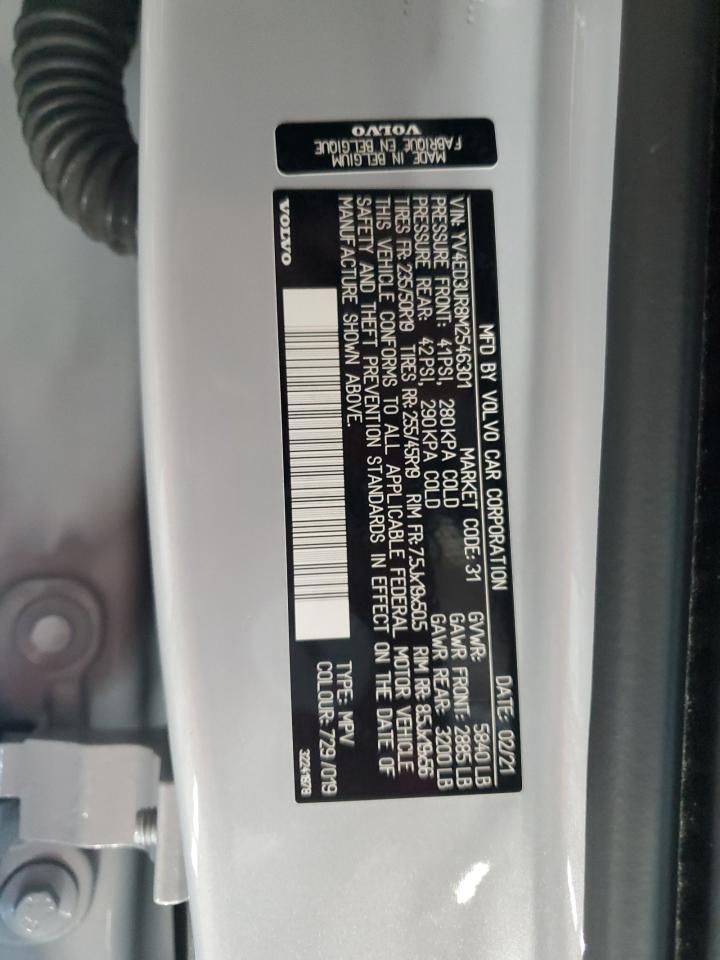 MADE IN BELGIUM
FABRIQUE EN BELGIQUE
VOLVO
MFD BY VOLVO CAR CORPORATION DATE: 02/21
VIN: YV4ED3UR8M2546301 MARKET CODE: 31 GVWR: 5840 LB
PRESSURE FRONT: 41 PSI, 280 KPA COLD GAWR FRONT: 2885 LB
PRESSURE REAR: 42 PSI, 290 KPA COLD GAWR REAR: 3200 LB
TIRES FR: 235/50R19 TIRES RR: 255/45R19 RIM FR: 7.5Jx19x50.5 RIM RR: 8.5Jx19x56
THIS VEHICLE CONFORMS TO ALL APPLICABLE FEDERAL MOTOR VEHICLE
SAFETY AND THEFT PREVENTION STANDARDS IN EFFECT ON THE DATE OF
MANUFACTURE SHOWN ABOVE.
TYPE: MPV
COLOUR: 729/019
VOLVO